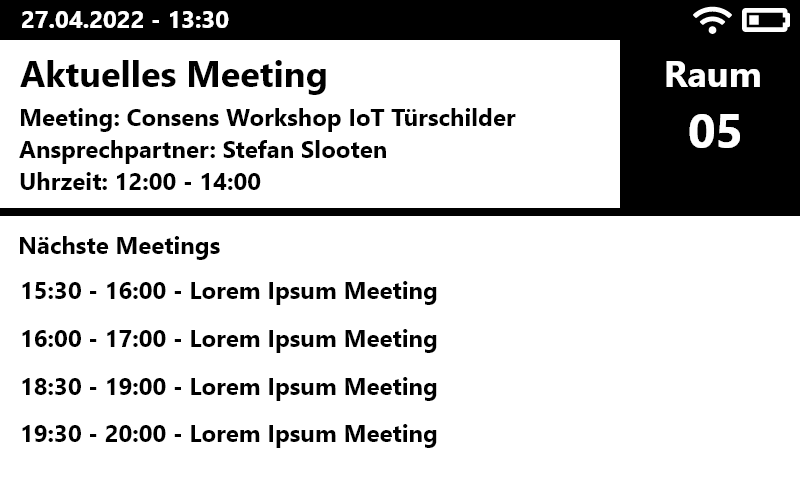 27.04.2022 - 13:30
Aktuelles Meeting
Meeting: Consens Workshop IoT Türschilder
Ansprechpartner: Stefan Slooten
Uhrzeit: 12:00 - 14:00
Raum
05
Nächste Meetings
15:30 - 16:00 - Lorem Ipsum Meeting
16:00 - 17:00 - Lorem Ipsum Meeting
18:30 - 19:00 - Lorem Ipsum Meeting
19:30 - 20:00 - Lorem Ipsum Meeting